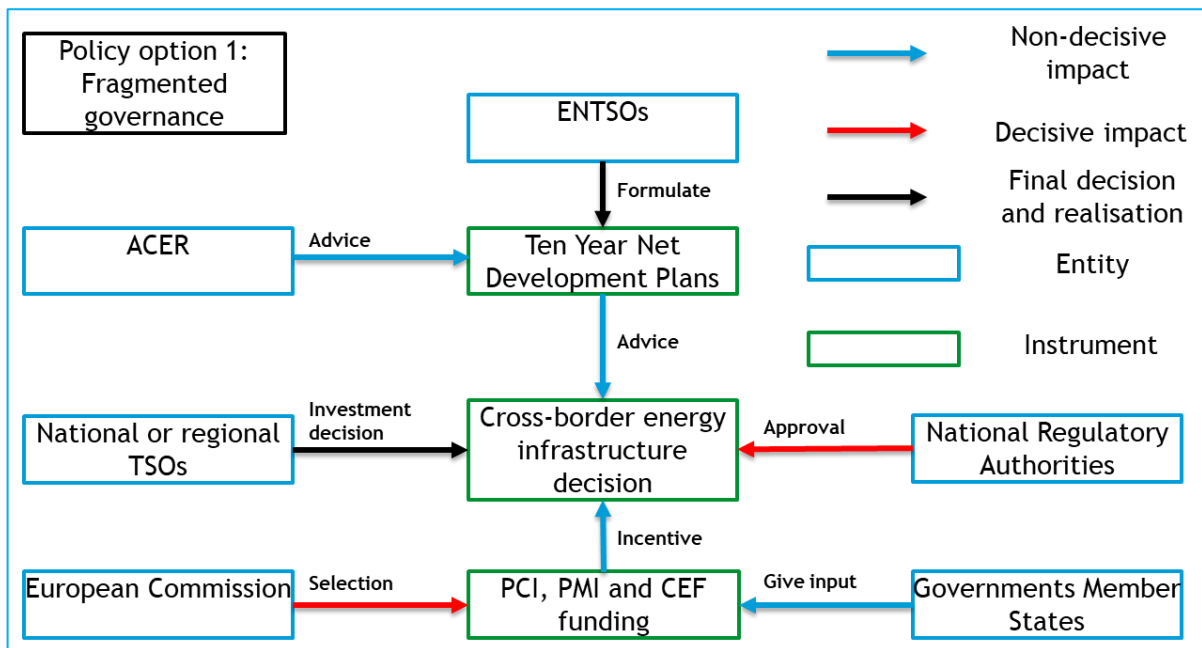 Policy option 1:
Fragmented
governance
Non-decisive
impact
Decisive impact
Final decision
and realisation
Entity
Instrument
ENTSOs
Formulate
ACER
Advice
Ten Year Net
Development Plans
Advice
National or regional
TSOs
Investment
decision
Cross-border energy
infrastructure
decision
Approval
National Regulatory
Authorities
Incentive
European Commission
Selection
PCI, PMI and CEF
funding
Give input
Governments Member
States